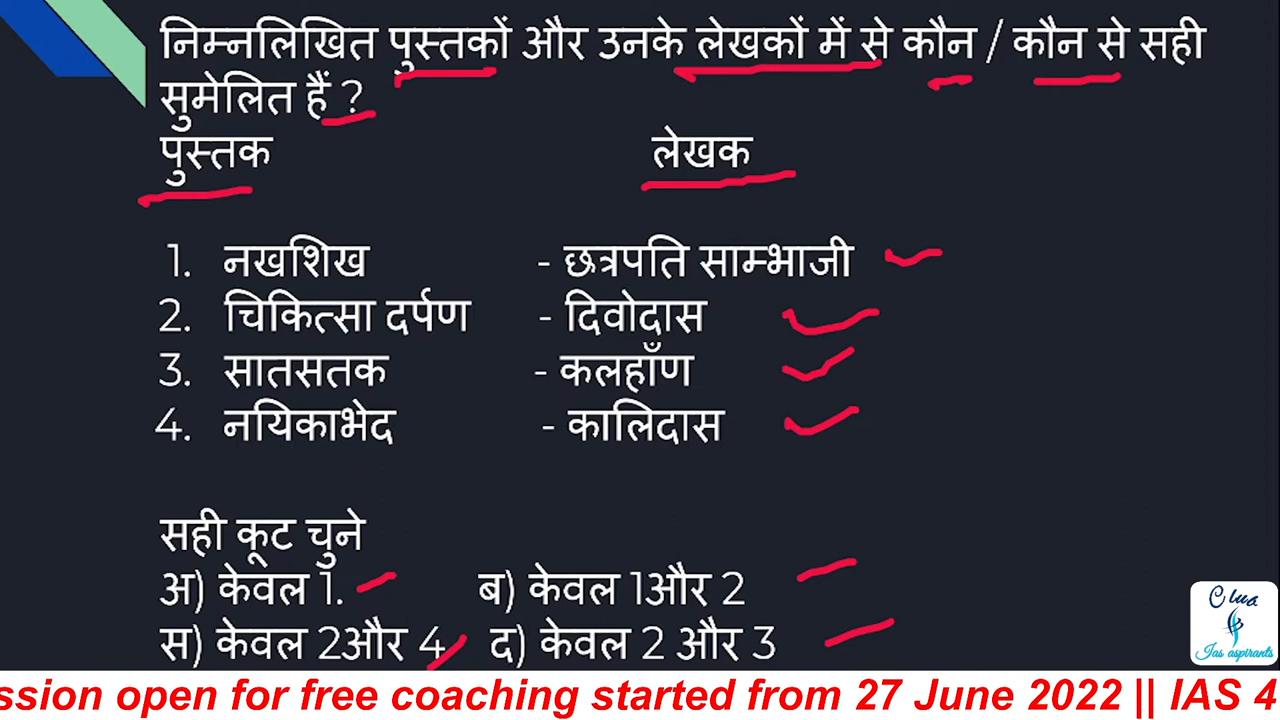 निम्नलिखित पुस्तकों और उनके लेखकों में से कौन / कौन से सही
सुमेलित हैं ?
पुस्तक लेखक
1. नखशिख - छत्रपति साम्भाजी
2. चिकित्सा दर्पण - दिवोदास
3. सातसतक - कलहाँण
4. नयिकाभेद - कालिदास
सही कूट चुने
अ) केवल 1. ब) केवल 1और 2
स) केवल 2और 4 द) केवल 2 और 3
Ias aspirants
ssion open for free coaching started from 27 June 2022 || IAS 4